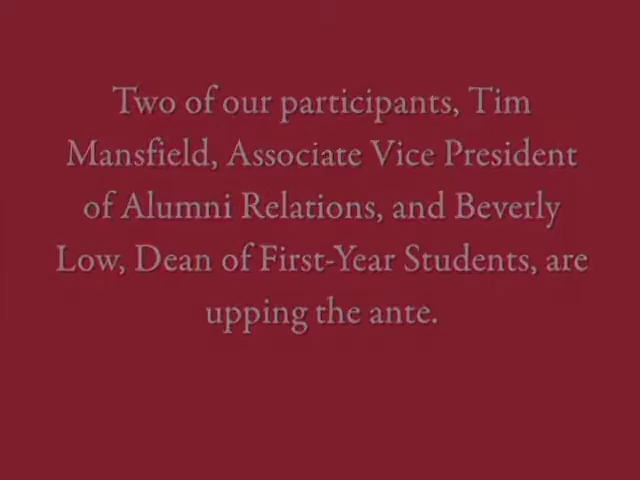 Two of our participants, Tim
Mansfield, Associate Vice President
of Alumni Relations, and Beverly
Low, Dean of First-Year Students, are
upping the ante.